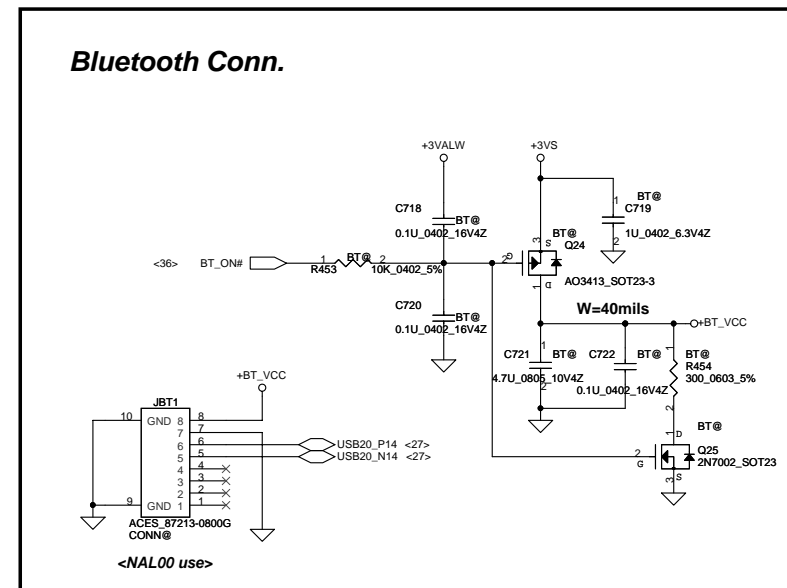 Bluetooth Conn.
+3VALW
+3VS
C718
BT@
0.1U_0402_16V4Z
1
BT@
C719
1U_0402_6.3V4Z
2
3
S
BT@
Q24
2
G
<36>
BT_ON#
1
BT@
2
R453
10K_0402_5%
AO3413_SOT23-3
1
D
C720
BT@
0.1U_0402_16V4Z
W=40mils
+BT_VCC
1
C721
BT@
4.7U_0805_10V4Z
2
C722
BT@
0.1U_0402_16V4Z
1
BT@
R454
300_0603_5%
2
+BT_VCC
JBT1
10
GND
8
8
7
7
6
6
USB20_P14
<27>
5
5
USB20_N14
<27>
4
4
3
3
2
2
9
GND
1
1
ACES_87213-0800G
CONN@
<NAL00 use>
BT@
1
D
2
G
Q25
2N7002_SOT23
3
S